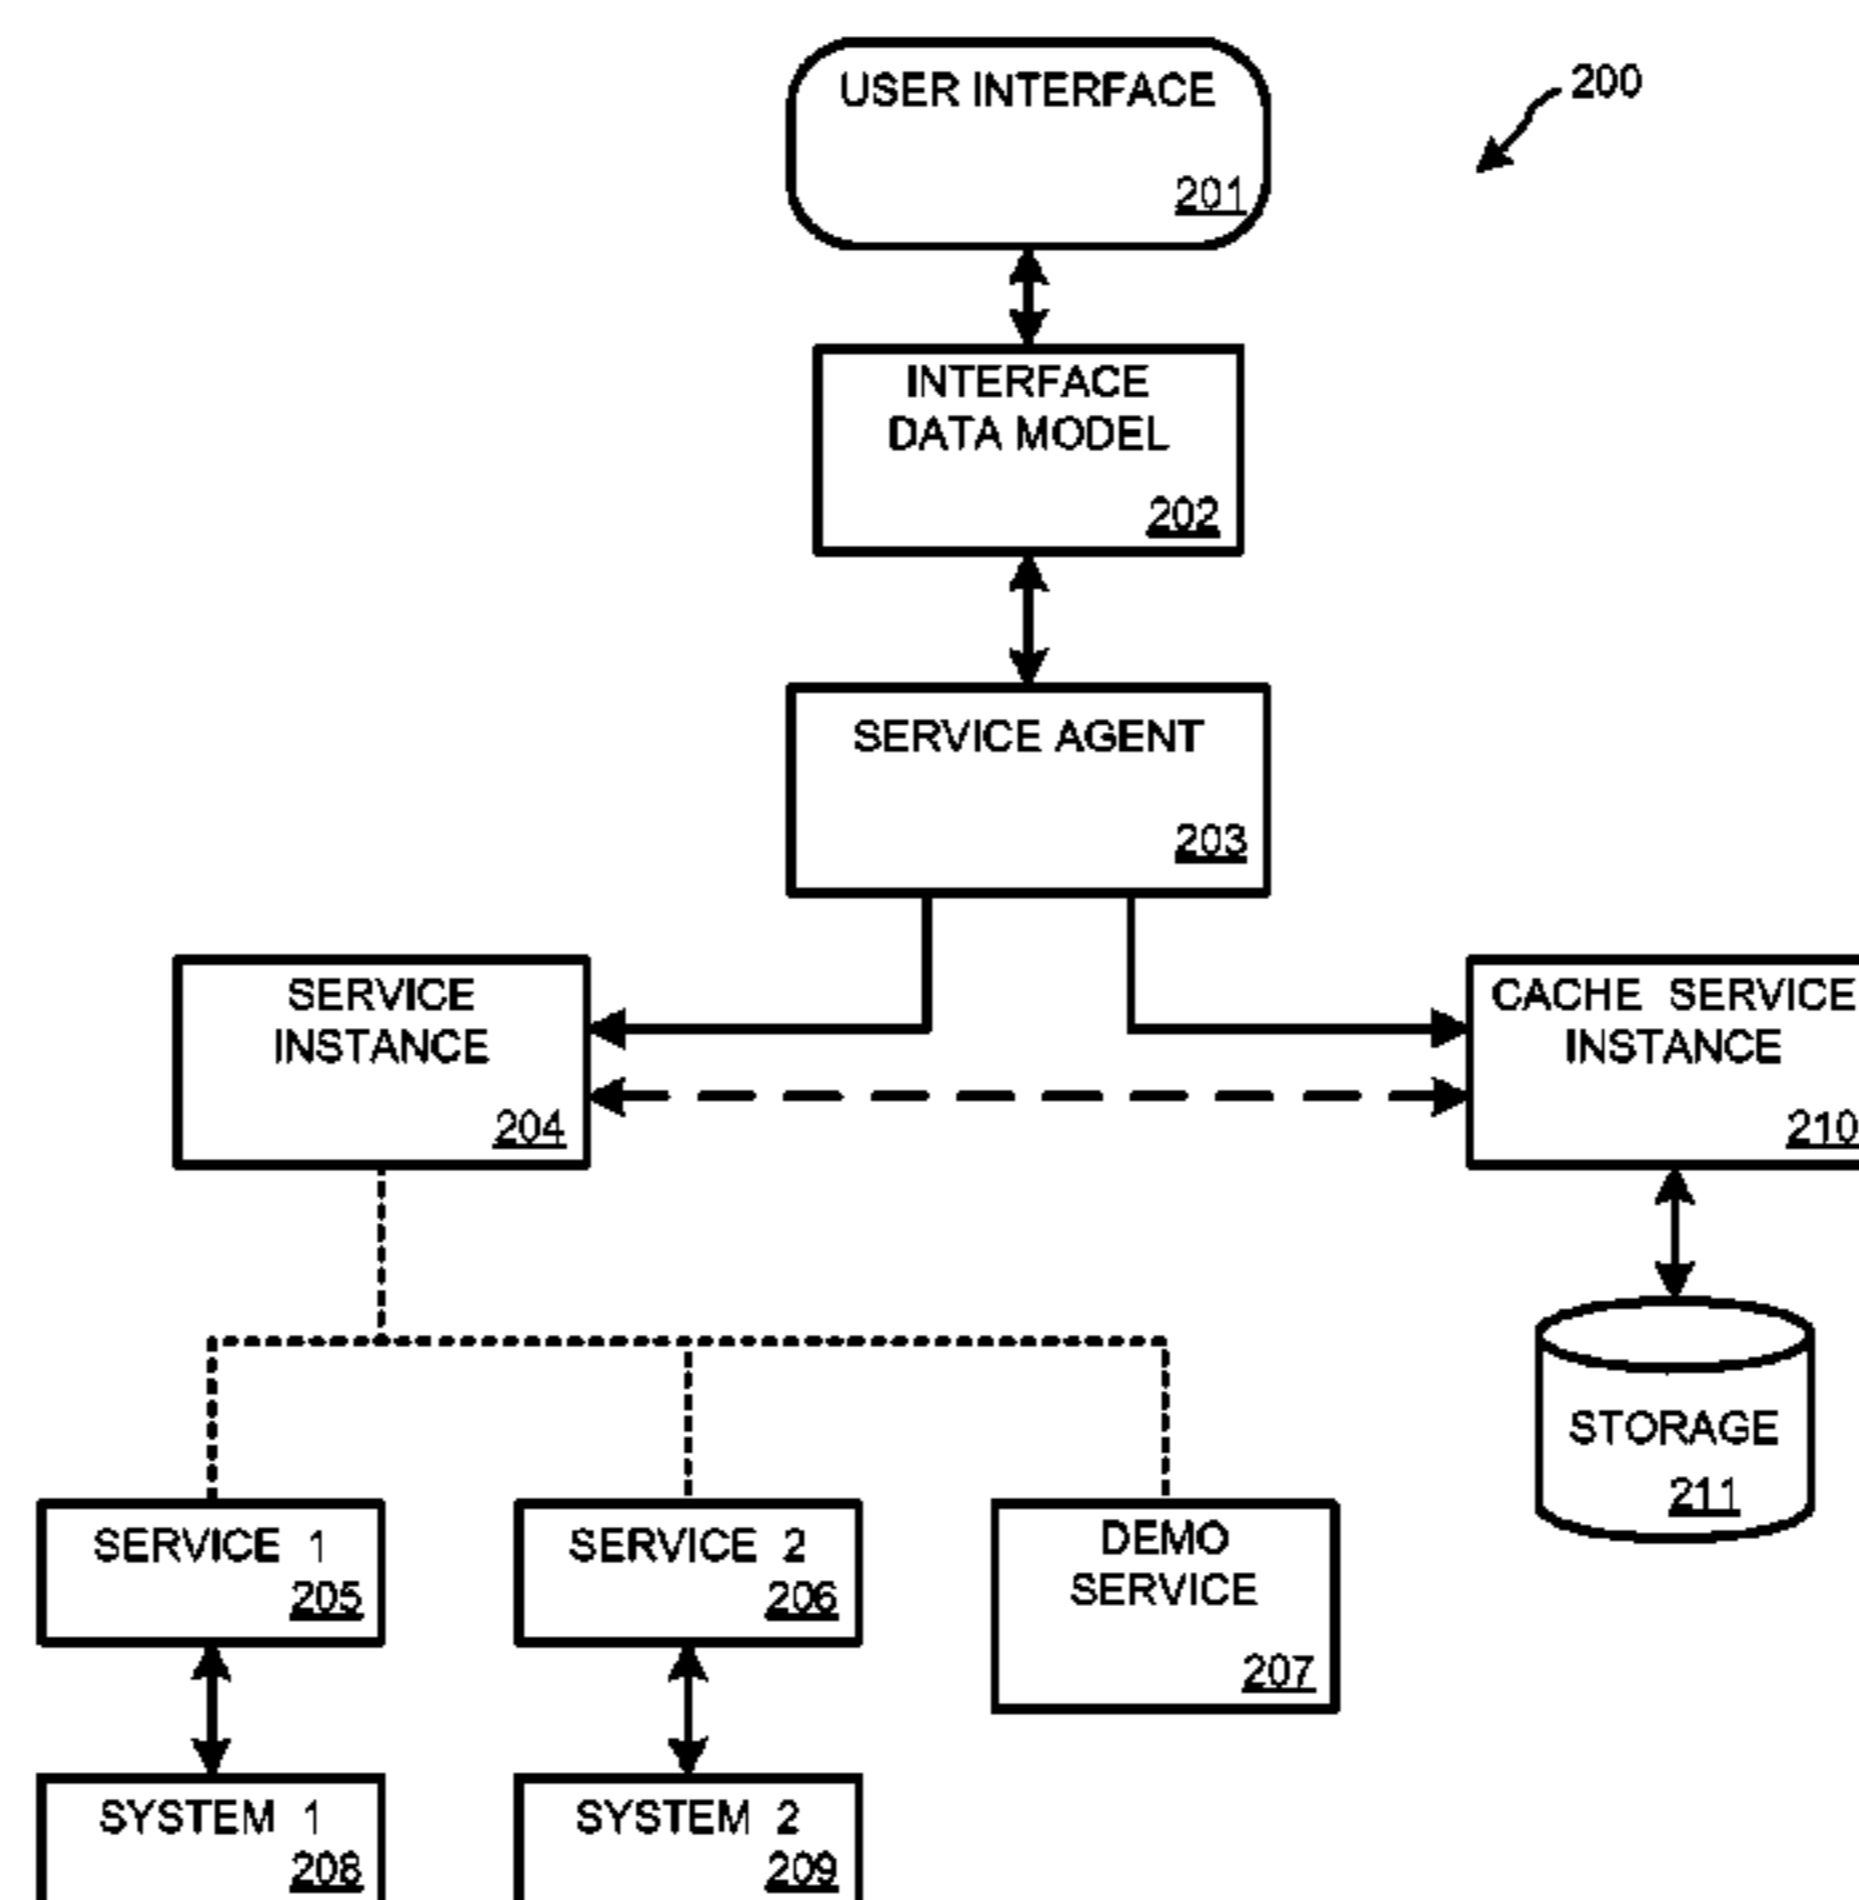 USER INTERFACE
201
200
INTERFACE
DATA MODEL
202
SERVICE AGENT
203
SERVICE
INSTANCE
204
CACHE SERVICE
INSTANCE
210
STORAGE
211
SERVICE 1
205
SERVICE 2
206
DEMO
SERVICE
207
SYSTEM 1
208
SYSTEM 2
209